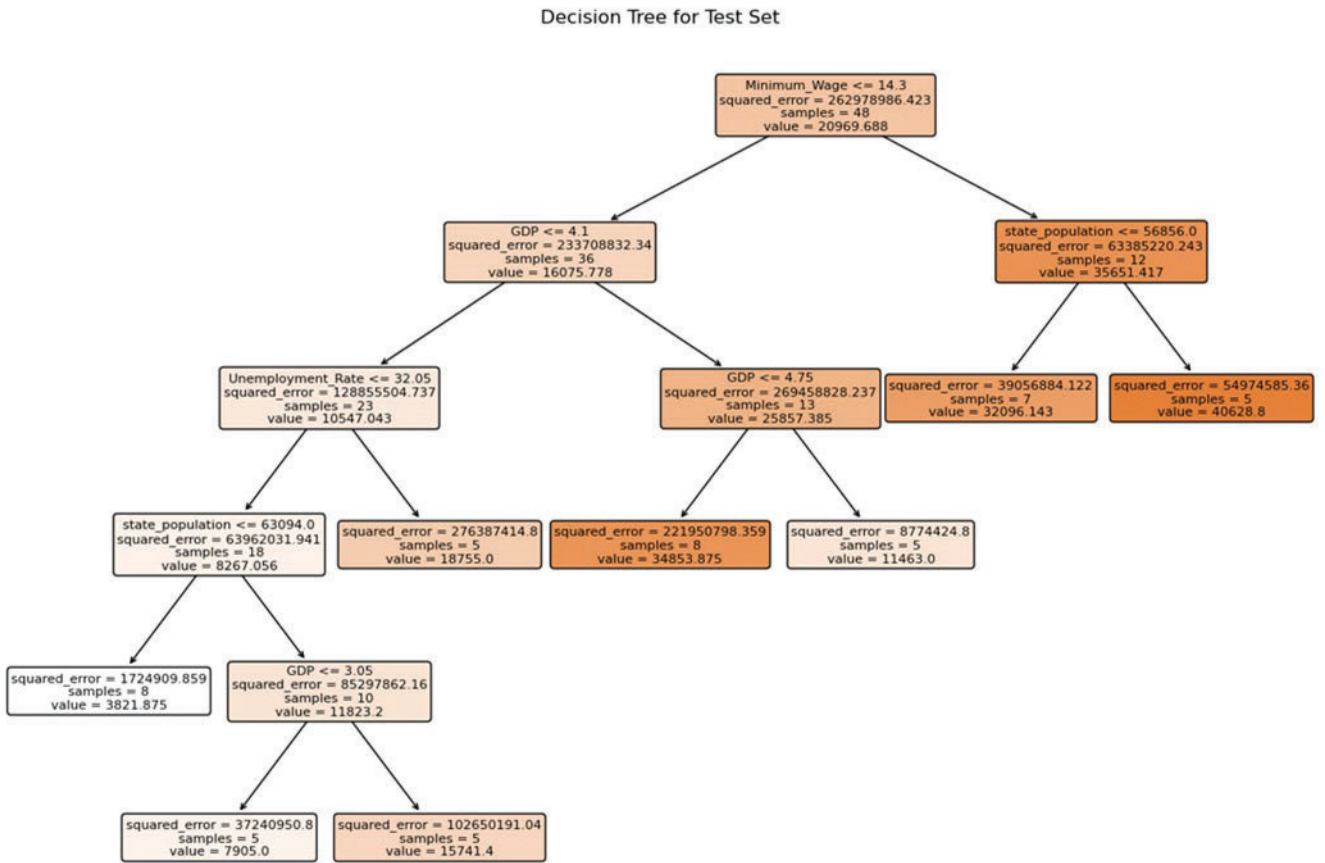 Decision Tree for Test Set
Minimum_Wage <= 14.3
squared_error = 262978986.423
samples = 48
value = 20969.688
GDP <= 4.1
squared_error = 233708832.34
samples = 36
value = 16075.778
state_population <= 56856.0
squared_error = 63385220.243
samples = 12
value = 35651.417
Unemployment_Rate <= 32.05
squared_error = 128855504.737
samples = 23
value = 10547.043
GDP <= 4.75
squared_error = 269458828.237
samples = 13
value = 25857.385
squared_error = 39056884.122
samples = 7
value = 32096.143
squared_error = 54974585.36
samples = 5
value = 40628.8
state_population <= 63094.0
squared_error = 63962031.941
samples = 18
value = 8267.056
squared_error = 276387414.8
samples = 5
value = 18755.0
squared_error = 221950798.359
samples = 8
value = 34853.875
squared_error = 8774424.8
samples = 5
value = 11463.0
squared_error = 1724909.859
samples = 8
value = 3821.875
GDP <= 3.05
squared_error = 85297862.16
samples = 10
value = 11823.2
squared_error = 37240950.8
samples = 5
value = 7905.0
squared_error = 102650191.04
samples = 5
value = 15741.4